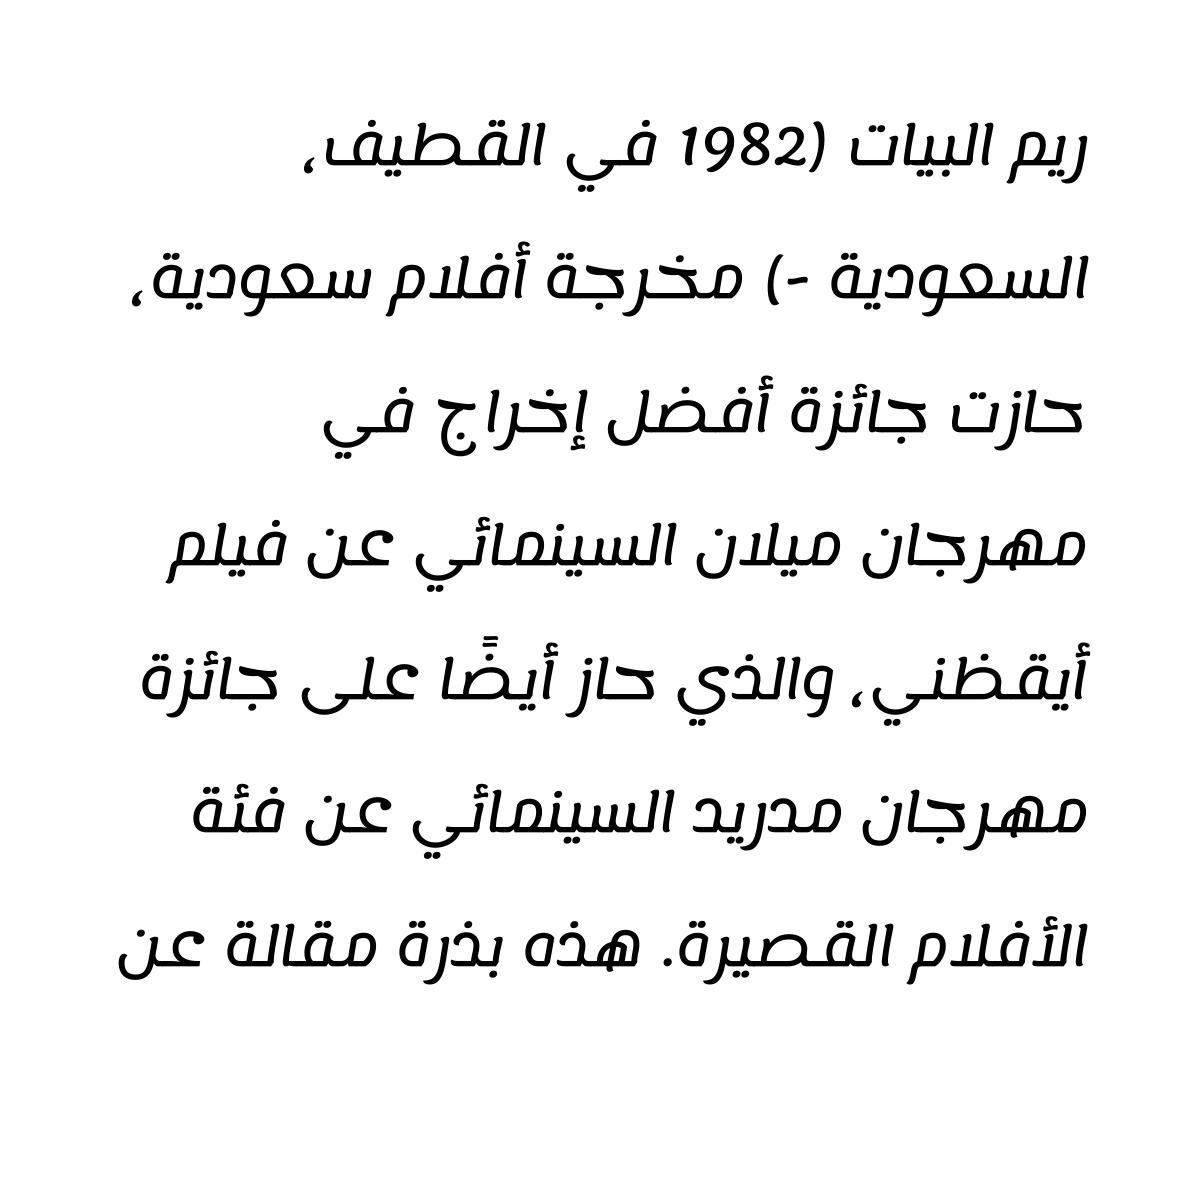 ريم البيات (1982 في القطيف،
السعودية -) مخرجة أفلام سعودية،
حازت جائزة أفضل إخراج في
مهرجان ميلان السينمائي عن فيلم
أيقظني، والذي حاز أيضًا على جائزة
مهرجان مدريد السينمائي عن فئة
الأفلام القصيرة. هذه بذرة مقالة عن